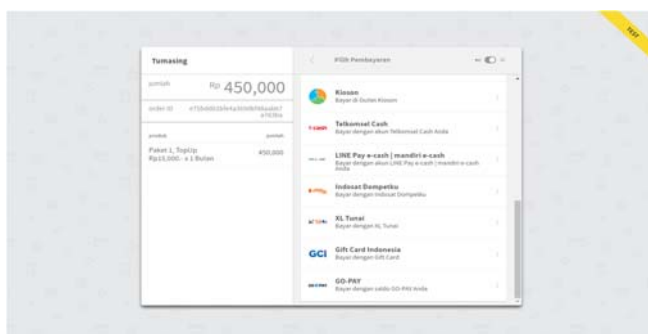 TEST
Tumasing
jumlah
Rp 450,000
order ID
produk
jumlah
Paket 1, TopUp
450,000
Rp15,000,- x 1 Bulan
Pilih Pembayaran
Kioson
Bayar di Outlet Kioson
Telkomsel Cash
Bayar dengan akun Telkomsel Cash Anda
LINE Pay e-cash | mandiri e-cash
Bayar dengan akun LINE Pay e-cash | mandiri e-cash
Anda
Indosat Dompetku
Bayar dengan Indosat Dompetku
XL Tunai
Bayar dengan XL Tunai
GCI
Gift Card Indonesia
Bayar dengan Gift Card
GO-PAY
Bayar dengan saldo GO-PAY Anda